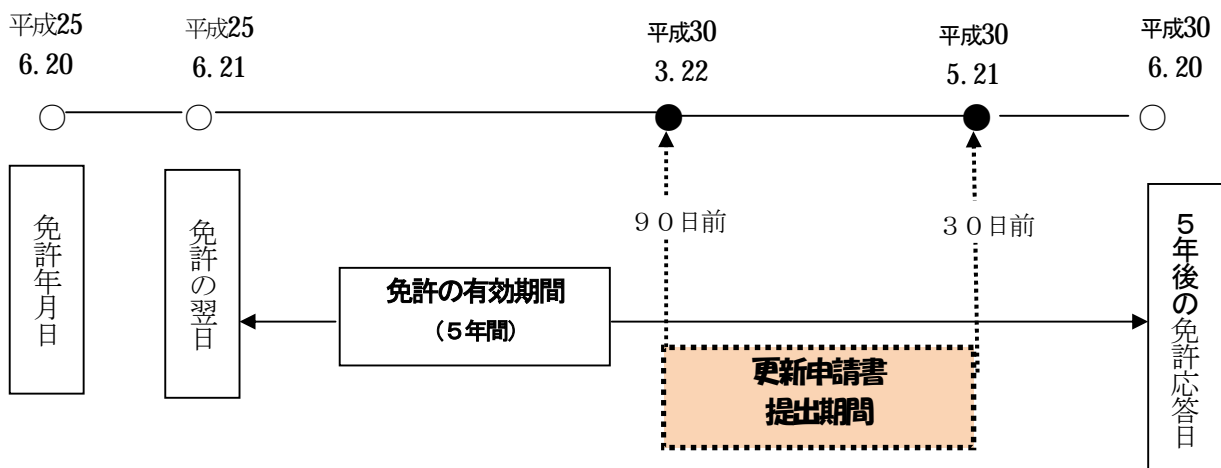 平成25
6. 20
平成25
6. 21
平成30
3. 22
平成30
5. 21
平成30
6. 20
免許年月日
免許の翌日
免許の有効期間
（５年間）
９０日前
３０日前
更新申請書
提出期間
５年後の免許応答日